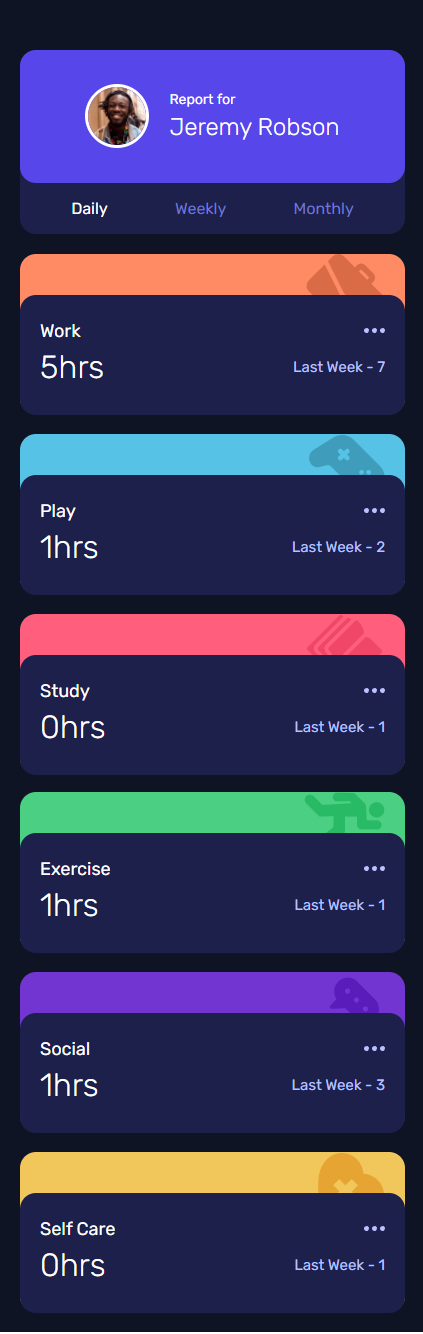 Report for
Jeremy Robson
Daily Weekly Monthly
Work
5hrs Last Week - 7
Play
1hrs Last Week - 2
Study
0hrs Last Week - 1
Exercise
1hrs Last Week - 1
Social
1hrs Last Week - 3
Self Care
0hrs Last Week - 1